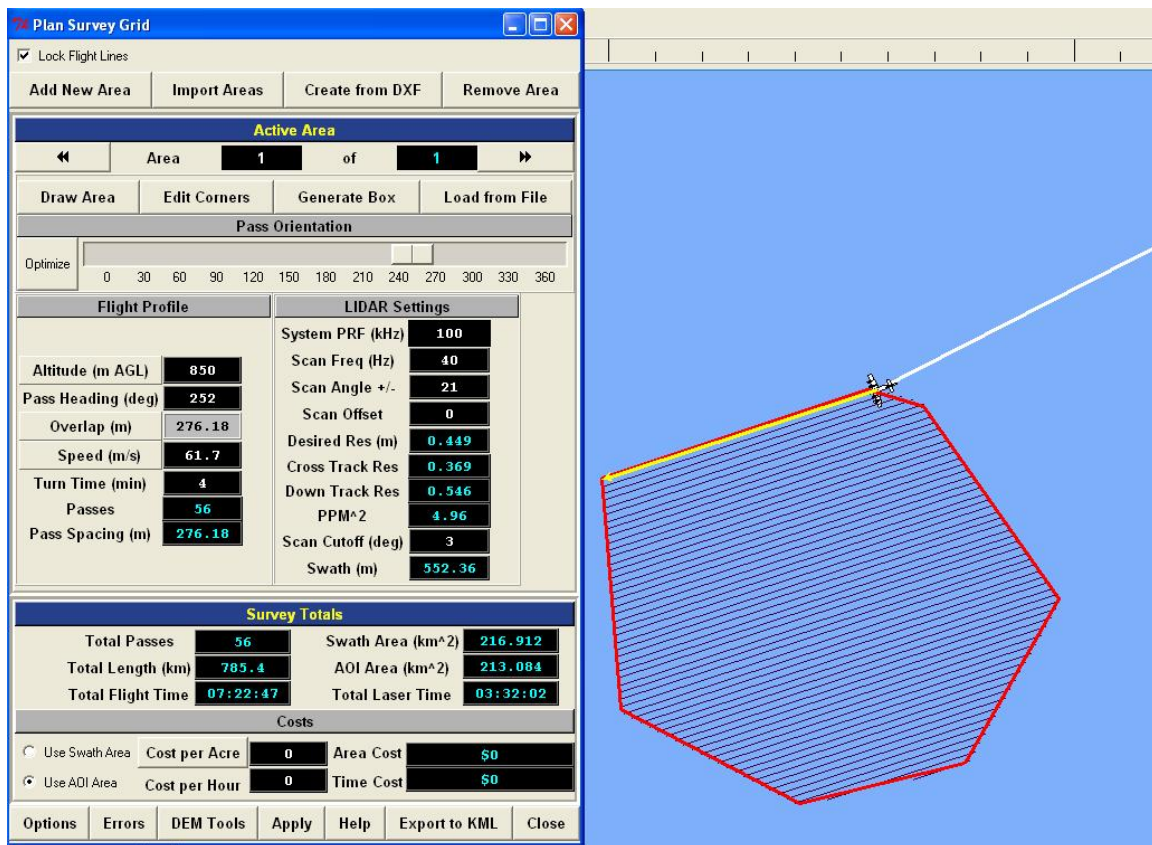 Plan Survey Grid
Lock Flight Lines
Add New Area Import Areas Create from DXF Remove Area
Active Area
Area 1 of 1
Draw Area Edit Corners Generate Box Load from File
Pass Orientation
Optimize
0 30 60 90 120 150 180 210 240 270 300 330 360
Flight Profile
Altitude (m AGL) 850
Pass Heading (deg) 252
Overlap (m) 276.18
Speed (m/s) 61.7
Turn Time (min) 4
Passes 56
Pass Spacing (m) 276.18
LIDAR Settings
System PRF (kHz) 100
Scan Freq (Hz) 40
Scan Angle +/- 21
Scan Offset 0
Desired Res (m) 0.449
Cross Track Res 0.369
Down Track Res 0.546
PPM^2 4.96
Scan Cutoff (deg) 3
Swath (m) 552.36
Survey Totals
Total Passes 56 Swath Area (km^2) 216.912
Total Length (km) 785.4 AOI Area (km^2) 213.084
Total Flight Time 07:22:47 Total Laser Time 03:32:02
Costs
Use Swath Area Cost per Acre 0 Area Cost $0
Use AOI Area Cost per Hour 0 Time Cost $0
Options Errors DEM Tools Apply Help Export to KML Close